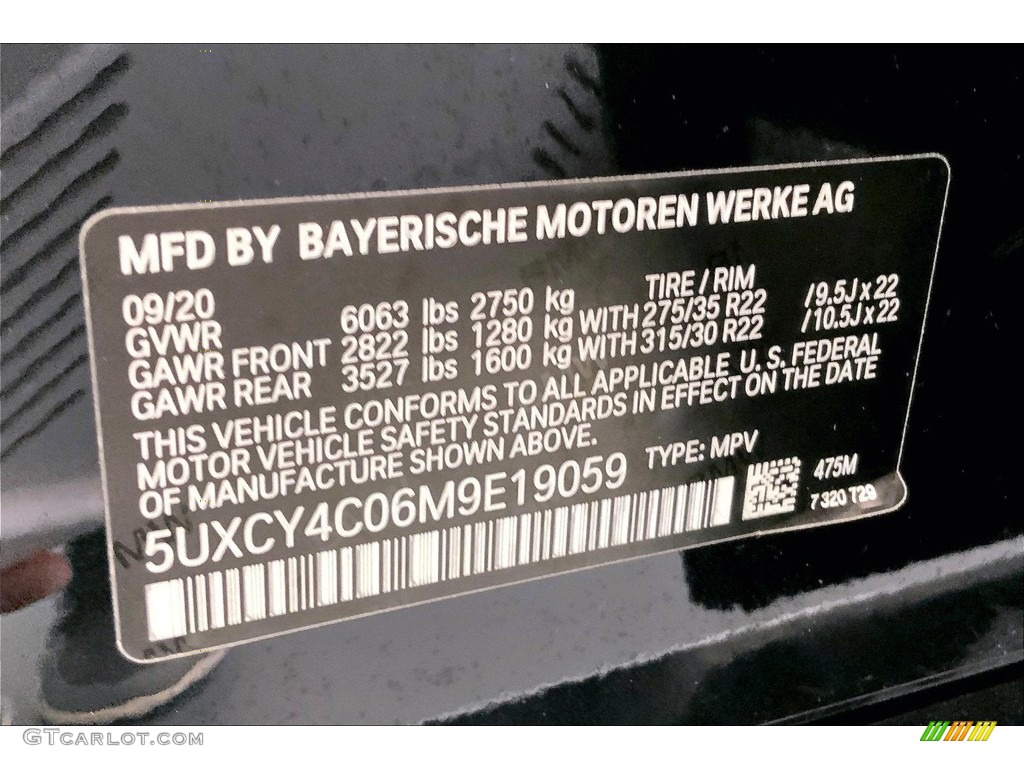 MFD BY BAYERISCHE MOTOREN WERKE AG
09/20 TIRE / RIM
GVWR 6063 lbs 2750 kg
GAWR FRONT 2822 lbs 1280 kg WITH 275/35 R22 /9.5J x 22
GAWR REAR 3527 lbs 1600 kg WITH 315/30 R22 /10.5J x 22
THIS VEHICLE CONFORMS TO ALL APPLICABLE U. S. FEDERAL
MOTOR VEHICLE SAFETY STANDARDS IN EFFECT ON THE DATE
OF MANUFACTURE SHOWN ABOVE.
5UXCY4C06M9E19059 TYPE: MPV
475M
7 320 T29
GTCARLOT.COM